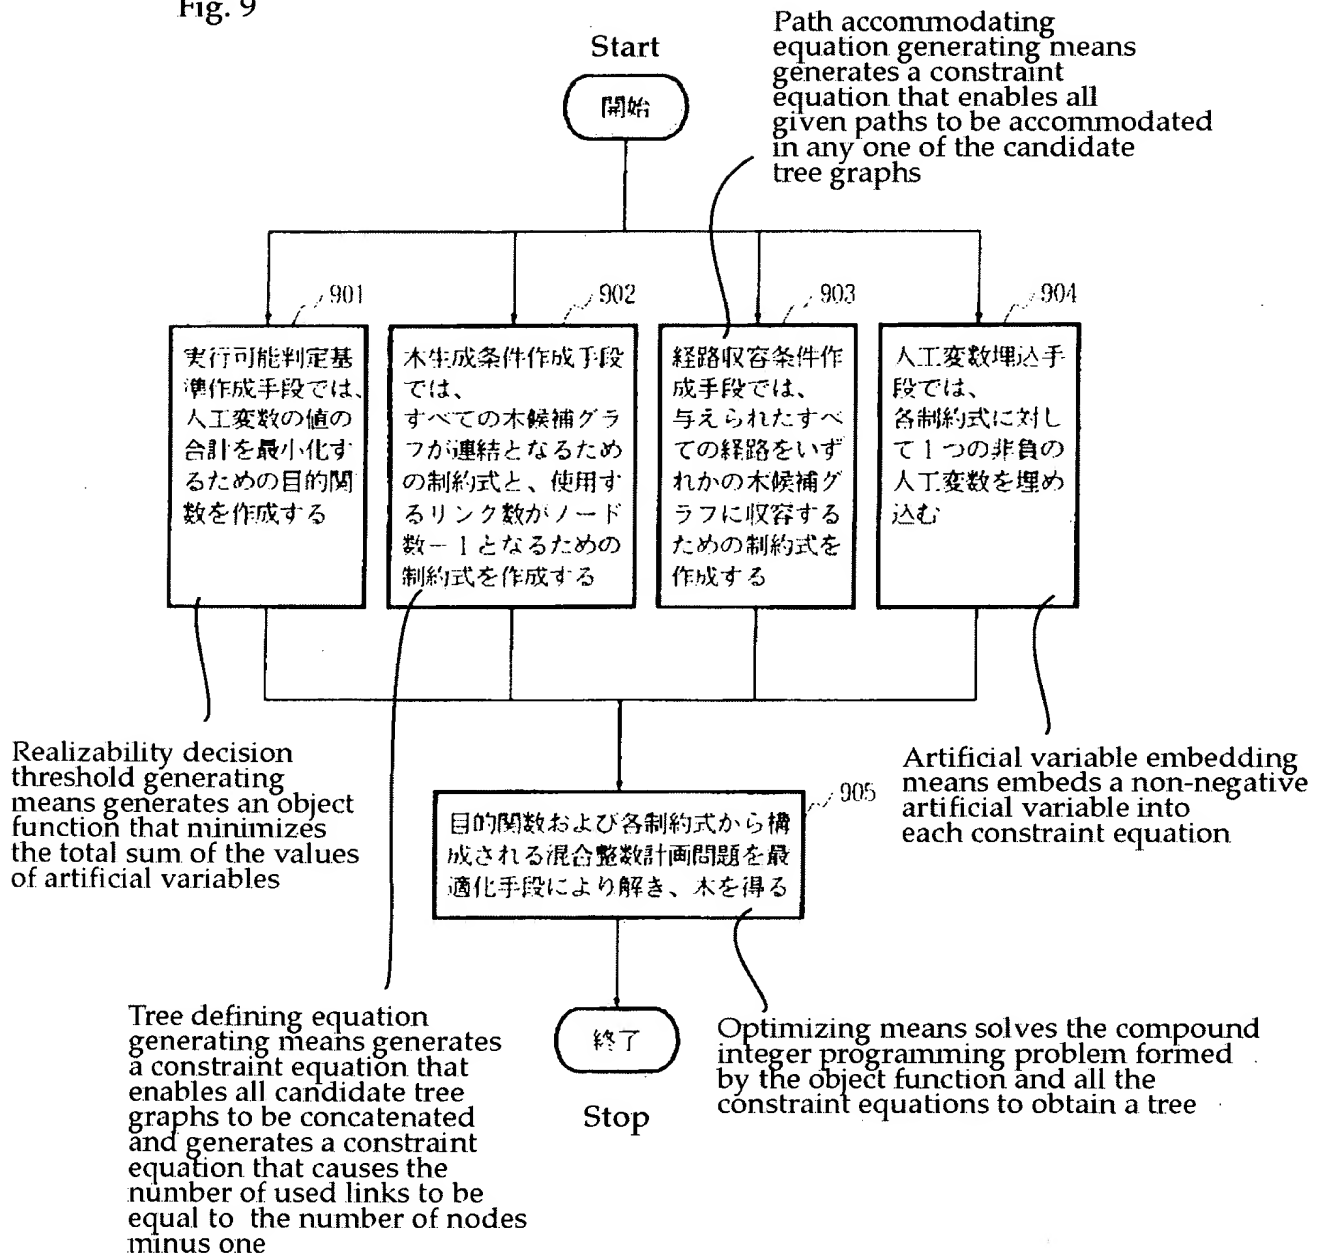 Fig. 9
Start
開始
Path accommodating
equation generating means
generates a constraint
equation that enables all
given paths to be accommodated
in any one of the candidate
tree graphs
901
実行可能判定基
準作成手段では、
人工変数の値の
合計を最小化す
るための目的関
数を作成する
902
木生成条件作成手段
では、
すべての木候補グラ
フが連結となるため
の制約式と、使用す
るリンク数がノード
数－１となるための
制約式を作成する
903
経路収容条件作
成手段では、
与えられたすべ
ての経路をいず
れかの木候補グ
ラフに収容する
ための制約式を
作成する
904
人工変数埋込手
段では、
各制約式に対し
て１つの非負の
人工変数を埋め
込む
Realizability decision
threshold generating
means generates an object
function that minimizes
the total sum of the values
of artificial variables
905
目的関数および各制約式から構
成される混合整数計画問題を最
適化手段により解き、木を得る
Artificial variable embedding
means embeds a non-negative
artificial variable into
each constraint equation
Tree defining equation
generating means generates
a constraint equation that
enables all candidate tree
graphs to be concatenated
and generates a constraint
equation that causes the
number of used links to be
equal to the number of nodes
minus one
終了
Stop
Optimizing means solves the compound
integer programming problem formed
by the object function and all the
constraint equations to obtain a tree